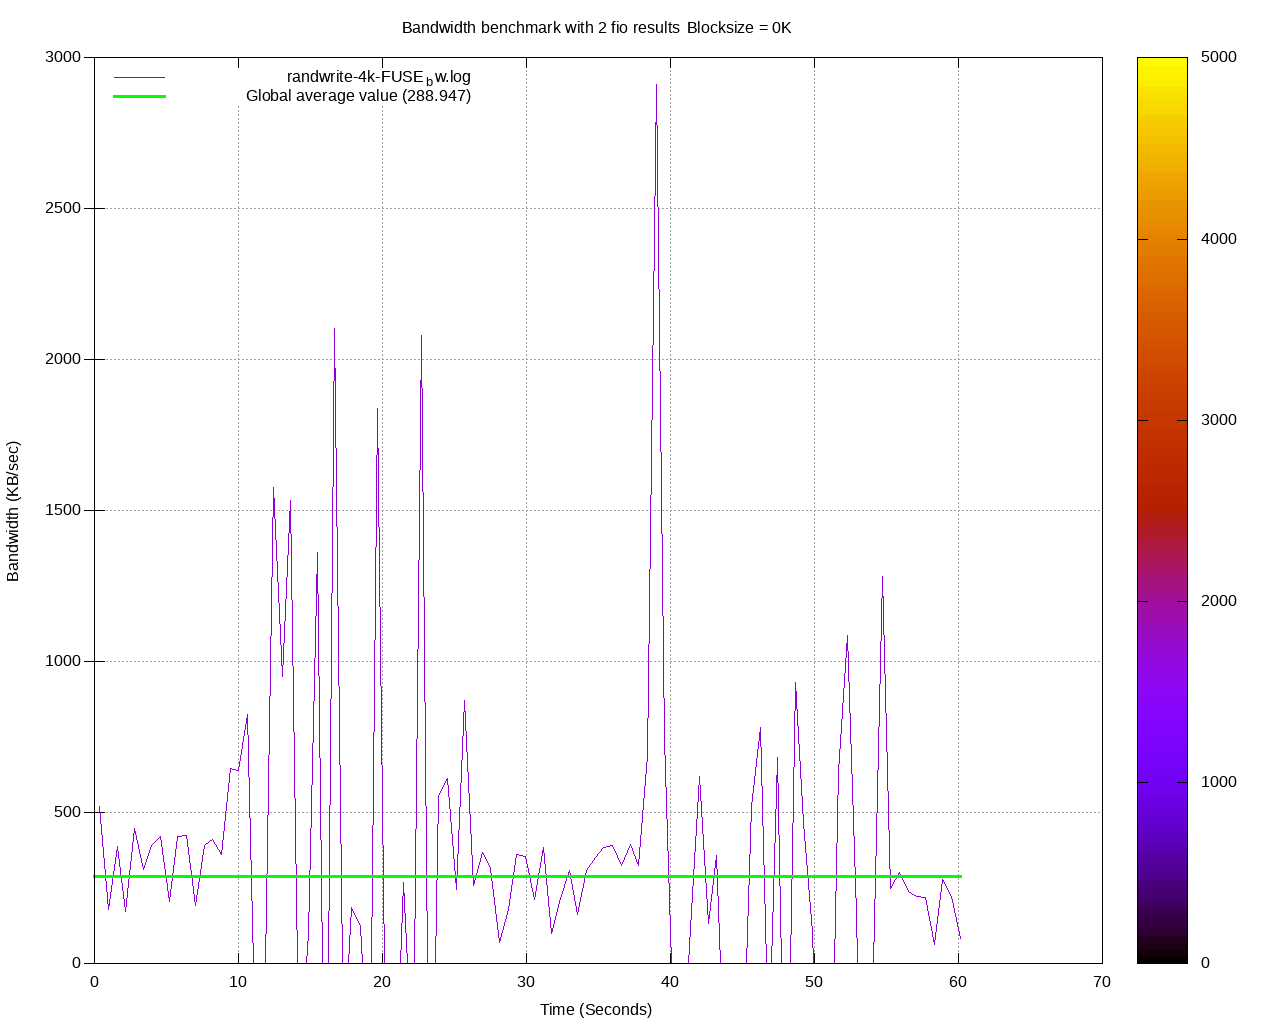 Bandwidth benchmark with 2 fio results Blocksize = 0K
randwrite-4k-FUSE_bw.log
Global average value (288.947)
3000
2500
2000
1500
1000
500
0
0 10 20 30 40 50 60 70
Time (Seconds)
Bandwidth (KB/sec)
5000
4000
3000
2000
1000
0